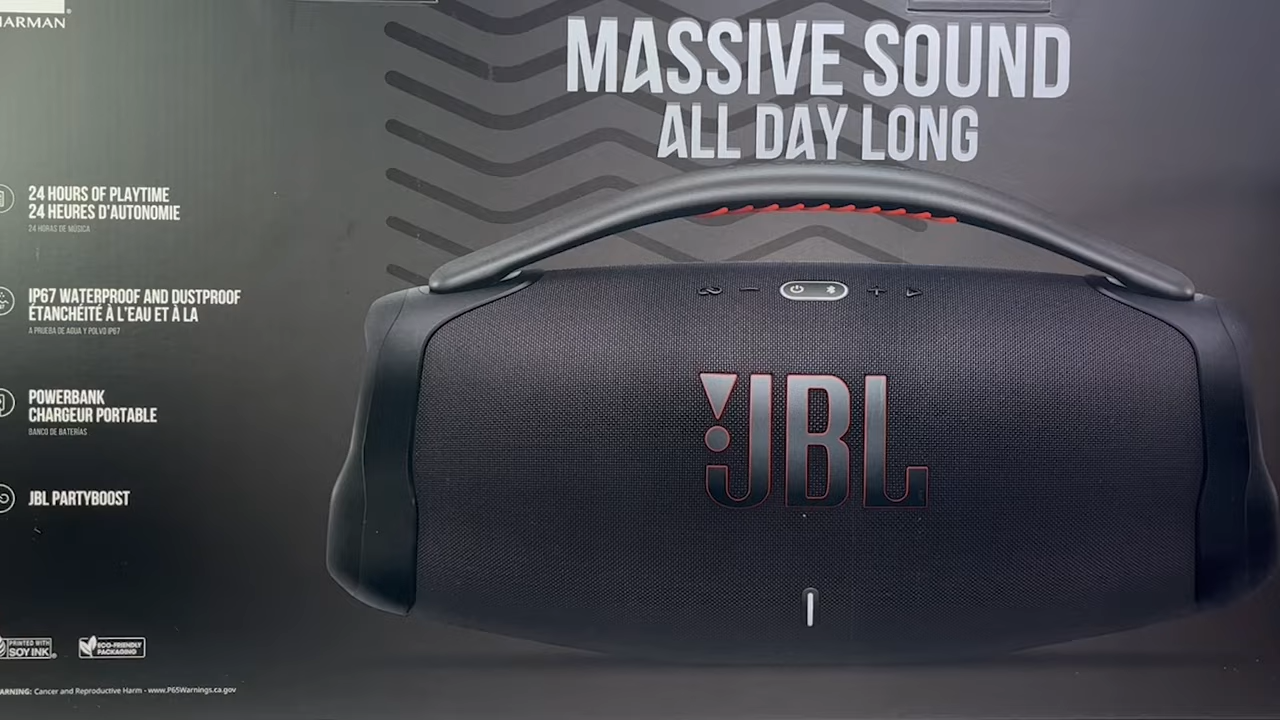 HARMAN
MASSIVE SOUND
ALL DAY LONG
24 HOURS OF PLAYTIME
24 HEURES D'AUTONOMIE
24 HORAS DE MÚSICA
IP67 WATERPROOF AND DUSTPROOF
ÉTANCHÉITÉ À L'EAU ET À LA
A PRUEBA DE AGUA Y POLVO IP67
POWERBANK
CHARGEUR PORTABLE
BANCO DE BATERÍAS
JBL PARTYBOOST
JBL
PRINTED WITH
SOY INK
ECO-FRIENDLY
PACKAGING
ARNING: Cancer and Reproductive Harm - www.P65Warnings.ca.gov